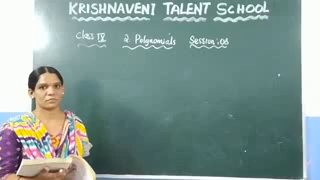 KRISHNAVENI TALENT SCHOOL
Class IX 2. Polynomials Session:08